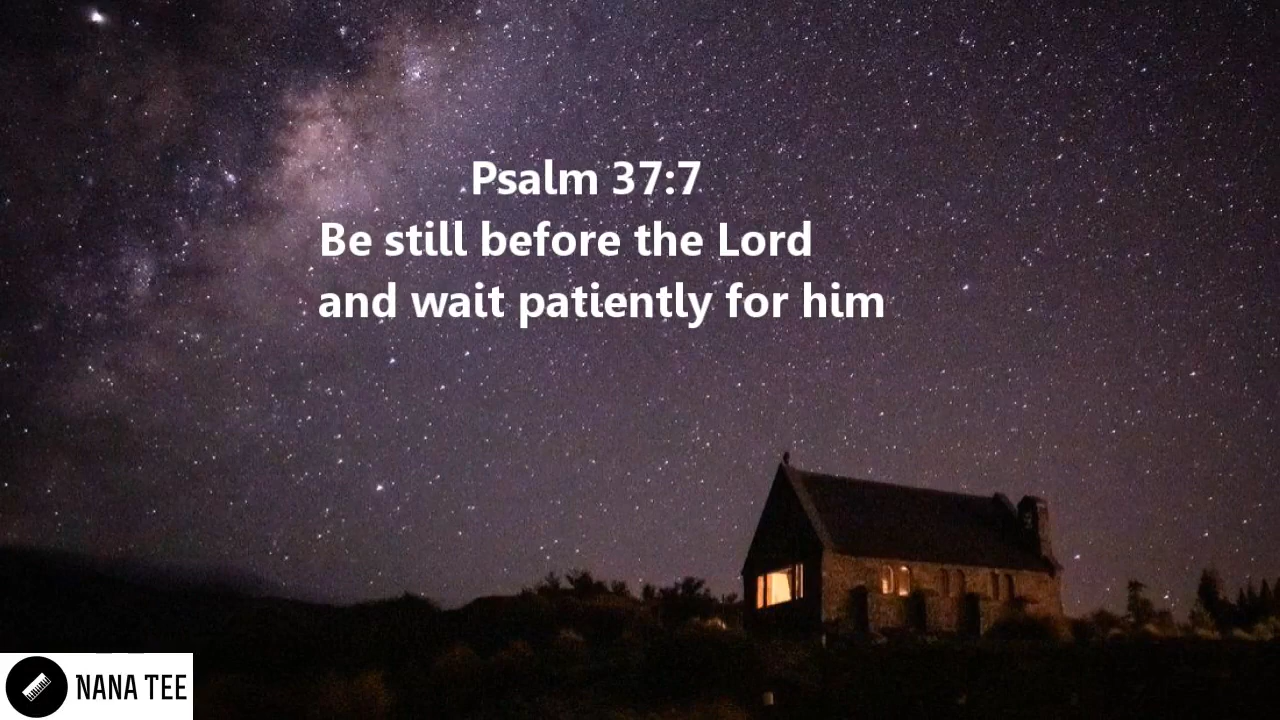 Psalm 37:7
Be still before the Lord
and wait patiently for him
NANA TEE